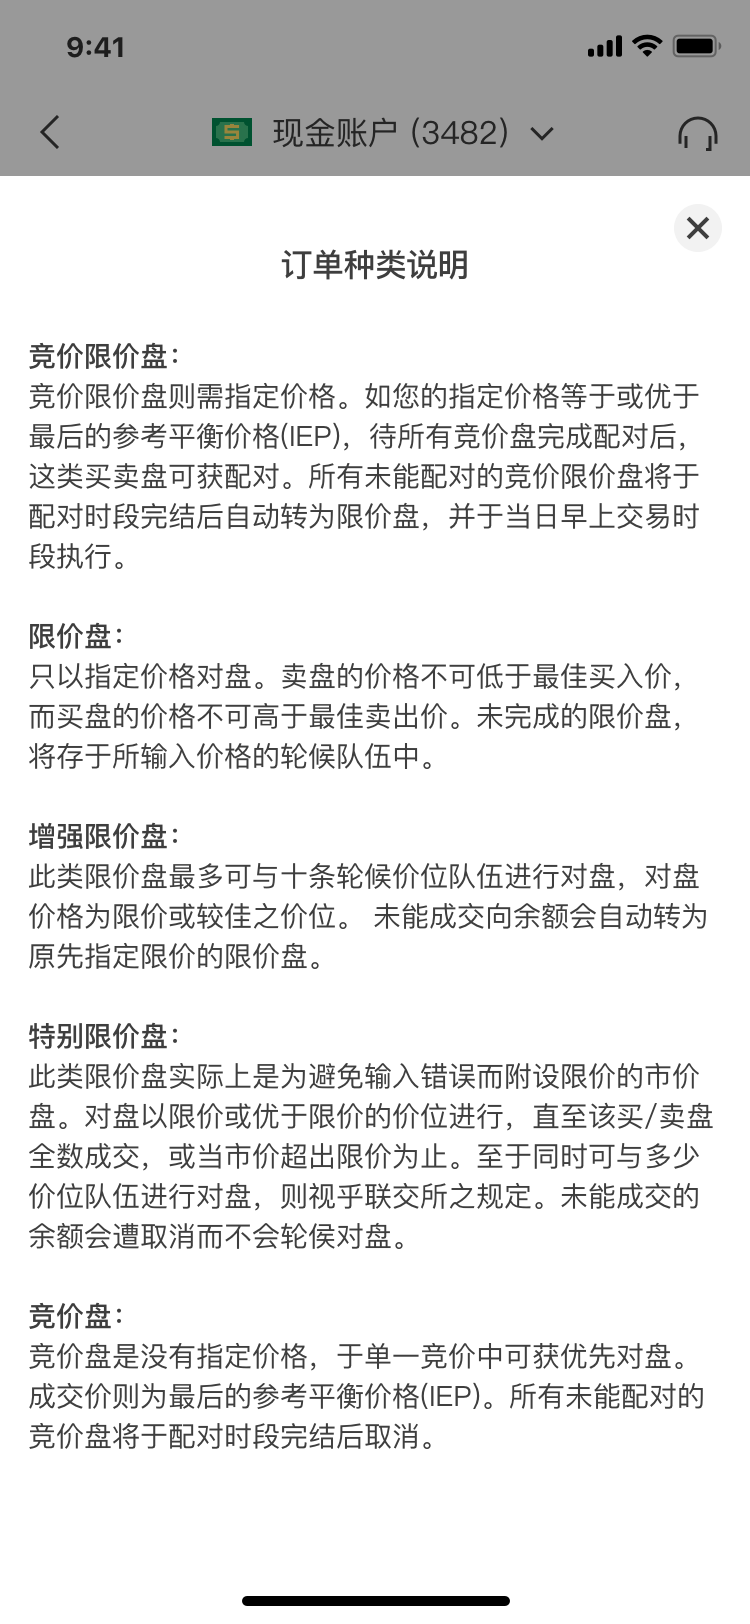 9:41
现金账户 (3482)
订单种类说明
竞价限价盘：
竞价限价盘则需指定价格。如您的指定价格等于或优于
最后的参考平衡价格(IEP)，待所有竞价盘完成配对后，
这类买卖盘可获配对。所有未能配对的竞价限价盘将于
配对时段完结后自动转为限价盘，并于当日早上交易时
段执行。
限价盘：
只以指定价格对盘。卖盘的价格不可低于最佳买入价，
而买盘的价格不可高于最佳卖出价。未完成的限价盘，
将存于所输入价格的轮候队伍中。
增强限价盘：
此类限价盘最多可与十条轮候价位队伍进行对盘，对盘
价格为限价或较佳之价位。 未能成交向余额会自动转为
原先指定限价的限价盘。
特别限价盘：
此类限价盘实际上是为避免输入错误而附设限价的市价
盘。对盘以限价或优于限价的价位进行，直至该买/卖盘
全数成交，或当市价超出限价为止。至于同时可与多少
价位队伍进行对盘，则视乎联交所之规定。未能成交的
余额会遭取消而不会轮侯对盘。
竞价盘：
竞价盘是没有指定价格，于单一竞价中可获优先对盘。
成交价则为最后的参考平衡价格(IEP)。所有未能配对的
竞价盘将于配对时段完结后取消。